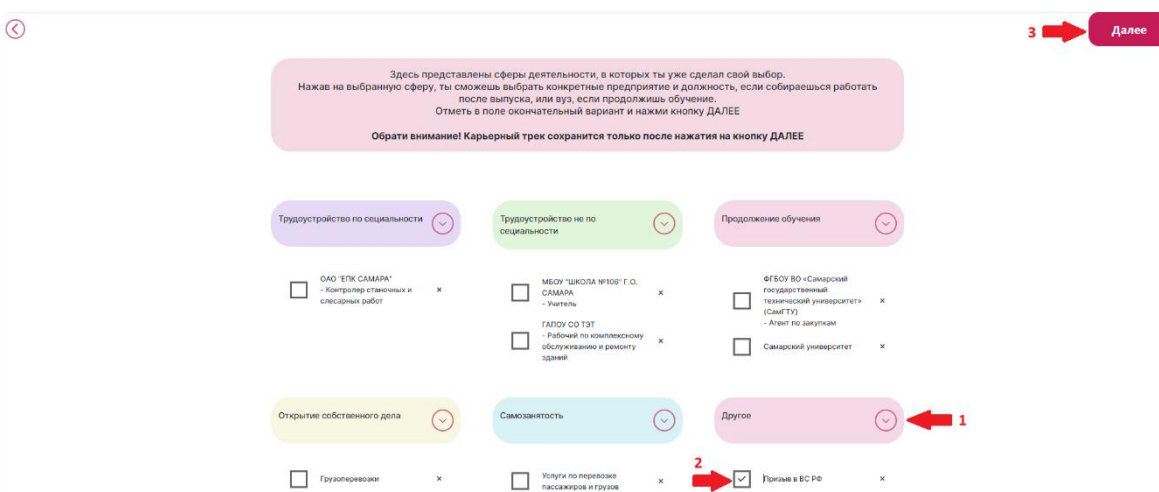 3
Далее
Здесь представлены сферы деятельности, в которых ты уже сделал свой выбор.
Нажав на выбранную сферу, ты сможешь выбрать конкретные предприятие и должность, если собираешься работать
после выпуска, или вуз, если продолжишь обучение.
Отметь в поле окончательный вариант и нажми кнопку ДАЛЕЕ
Обрати внимание! Карьерный трек сохранится только после нажатия на кнопку ДАЛЕЕ
Трудоустройство по сециальности
ОАО "ЕПК САМАРА"
- Контролер станочных и
слесарных работ
×
Трудоустройство не по
сециальности
МБОУ "ШКОЛА №106" Г.О.
САМАРА
- Учитель
×
ГАПОУ СО ТЭТ
- Рабочий по комплексному
обслуживанию и ремонту
зданий
×
Продолжение обучения
ФГБОУ ВО «Самарский
государственный
технический университет»
(СамГТУ)
- Агент по закупкам
×
Самарский университет
×
Открытие собственного дела
Грузоперевозки
×
Самозанятость
Услуги по перевозке
пассажиров и грузов
×
Другое
1
2
Призыв в ВС РФ
×